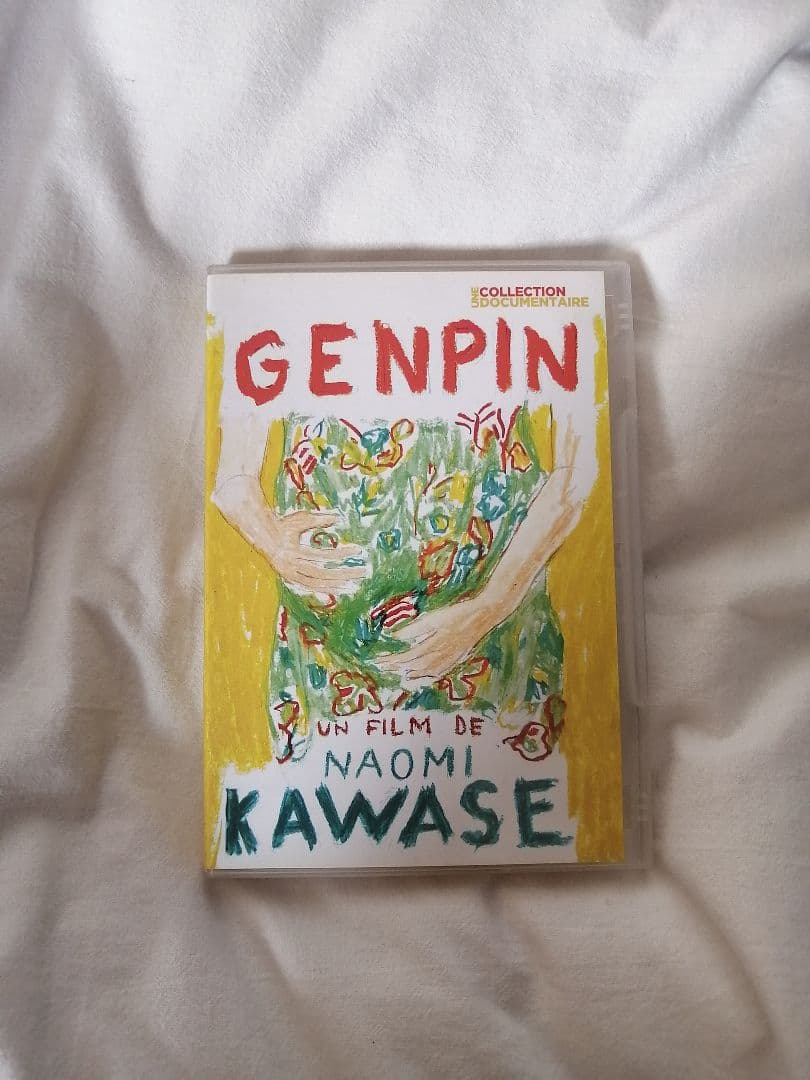 UNE COLLECTION
DOCUMENTAIRE
GENPIN
UN FILM DE
NAOMI
KAWASE